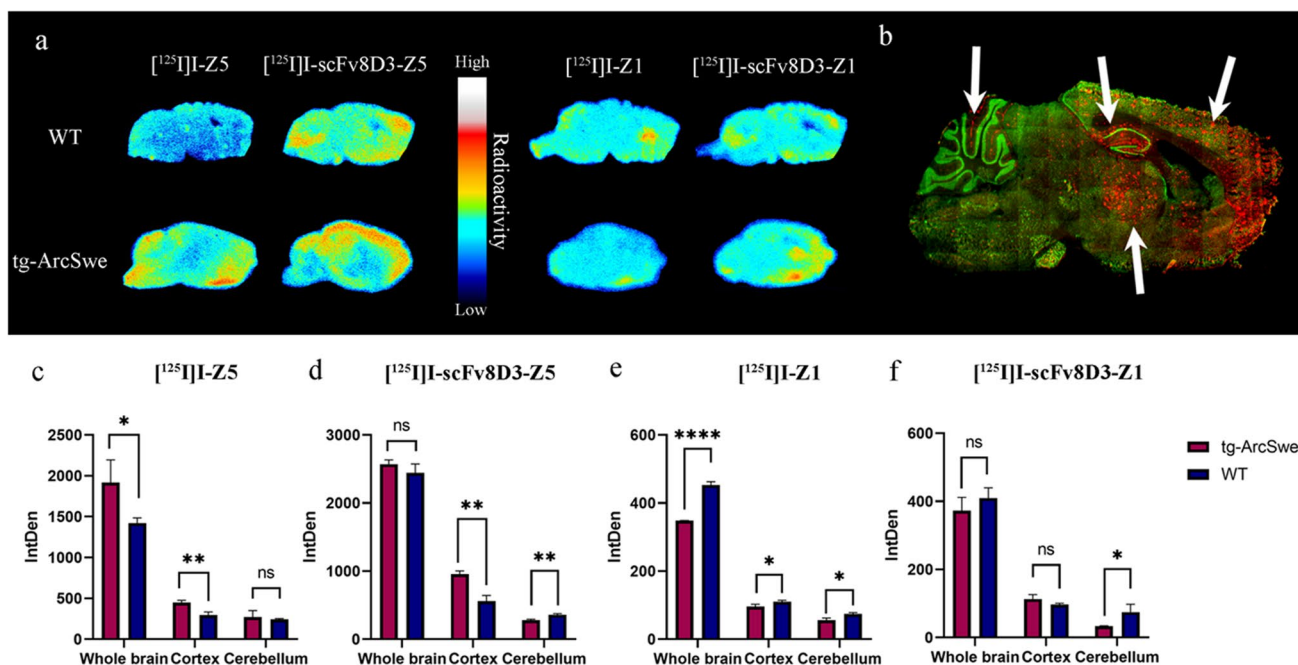 a
[¹²⁵I]I-Z5 [¹²⁵I]I-scFv8D3-Z5 High [¹²⁵I]I-Z1 [¹²⁵I]I-scFv8D3-Z1
WT
Radioactivity
tg-ArcSwe
Low
b
c [¹²⁵I]I-Z5
IntDen
2500
2000
1500
1000
500
0
*
**
ns
Whole brain Cortex Cerebellum
d [¹²⁵I]I-scFv8D3-Z5
IntDen
3000
2000
1000
0
ns
**
**
Whole brain Cortex Cerebellum
e [¹²⁵I]I-Z1
IntDen
600
400
200
0
****
*
*
Whole brain Cortex Cerebellum
f [¹²⁵I]I-scFv8D3-Z1
IntDen
600
400
200
0
ns
ns
*
Whole brain Cortex Cerebellum
tg-ArcSwe
WT